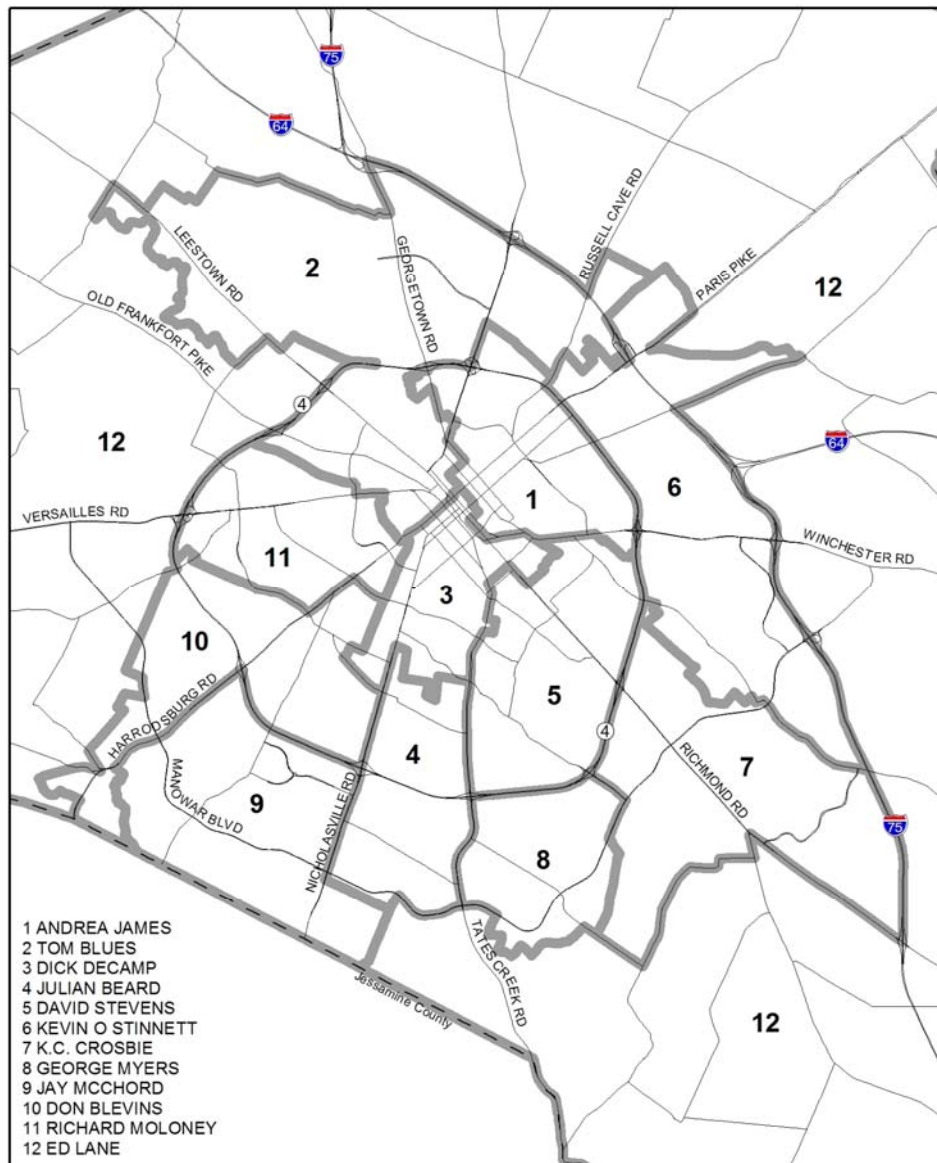 75
64
RUSSELL CAVE RD
LEESTOWN RD
GEORGETOWN RD
2
PARIS PIKE
12
OLD FRANKFORT PIKE
4
12
64
6
1
VERSAILLES RD
WINCHESTER RD
11
3
10
5
HARRODSBURG RD
4
4
RICHMOND RD
7
MANOWAR BLVD
9
NICHOLASVILLE RD
75
8
TATES CREEK RD
Jessamine County
12
1 ANDREA JAMES
2 TOM BLUES
3 DICK DECAMP
4 JULIAN BEARD
5 DAVID STEVENS
6 KEVIN O STINNETT
7 K.C. CROSBIE
8 GEORGE MYERS
9 JAY MCCHORD
10 DON BLEVINS
11 RICHARD MOLONEY
12 ED LANE